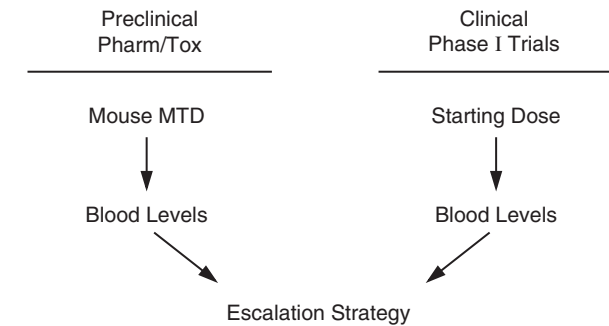 Preclinical
Pharm/Tox
Clinical
Phase I Trials
Mouse MTD
Starting Dose
Blood Levels
Blood Levels
Escalation Strategy